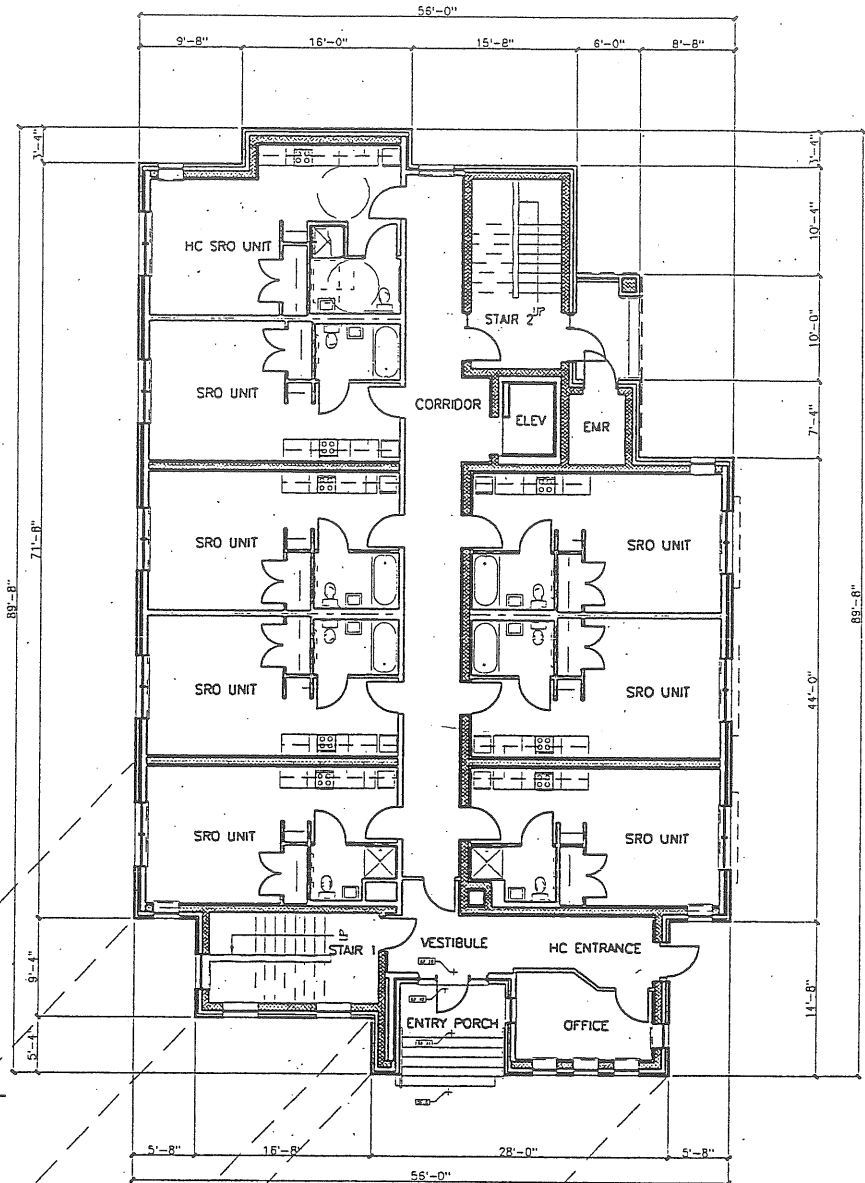 56'-0"
9'-8"
16'-0"
15'-8"
6'-0"
8'-8"
3'-4"
3'-4"
10'-4"
HC SRO UNIT
UP
STAIR 2
10'-0"
SRO UNIT
CORRIDOR
ELEV
EMR
7'-4"
71'-8"
SRO UNIT
SRO UNIT
89'-8"
89'-8"
SRO UNIT
SRO UNIT
44'-0"
SRO UNIT
SRO UNIT
UP
STAIR 1
VESTIBULE
HC ENTRANCE
9'-4"
14'-8"
ENTRY PORCH
OFFICE
5'-4"
5'-8"
16'-8"
28'-0"
5'-8"
56'-0"